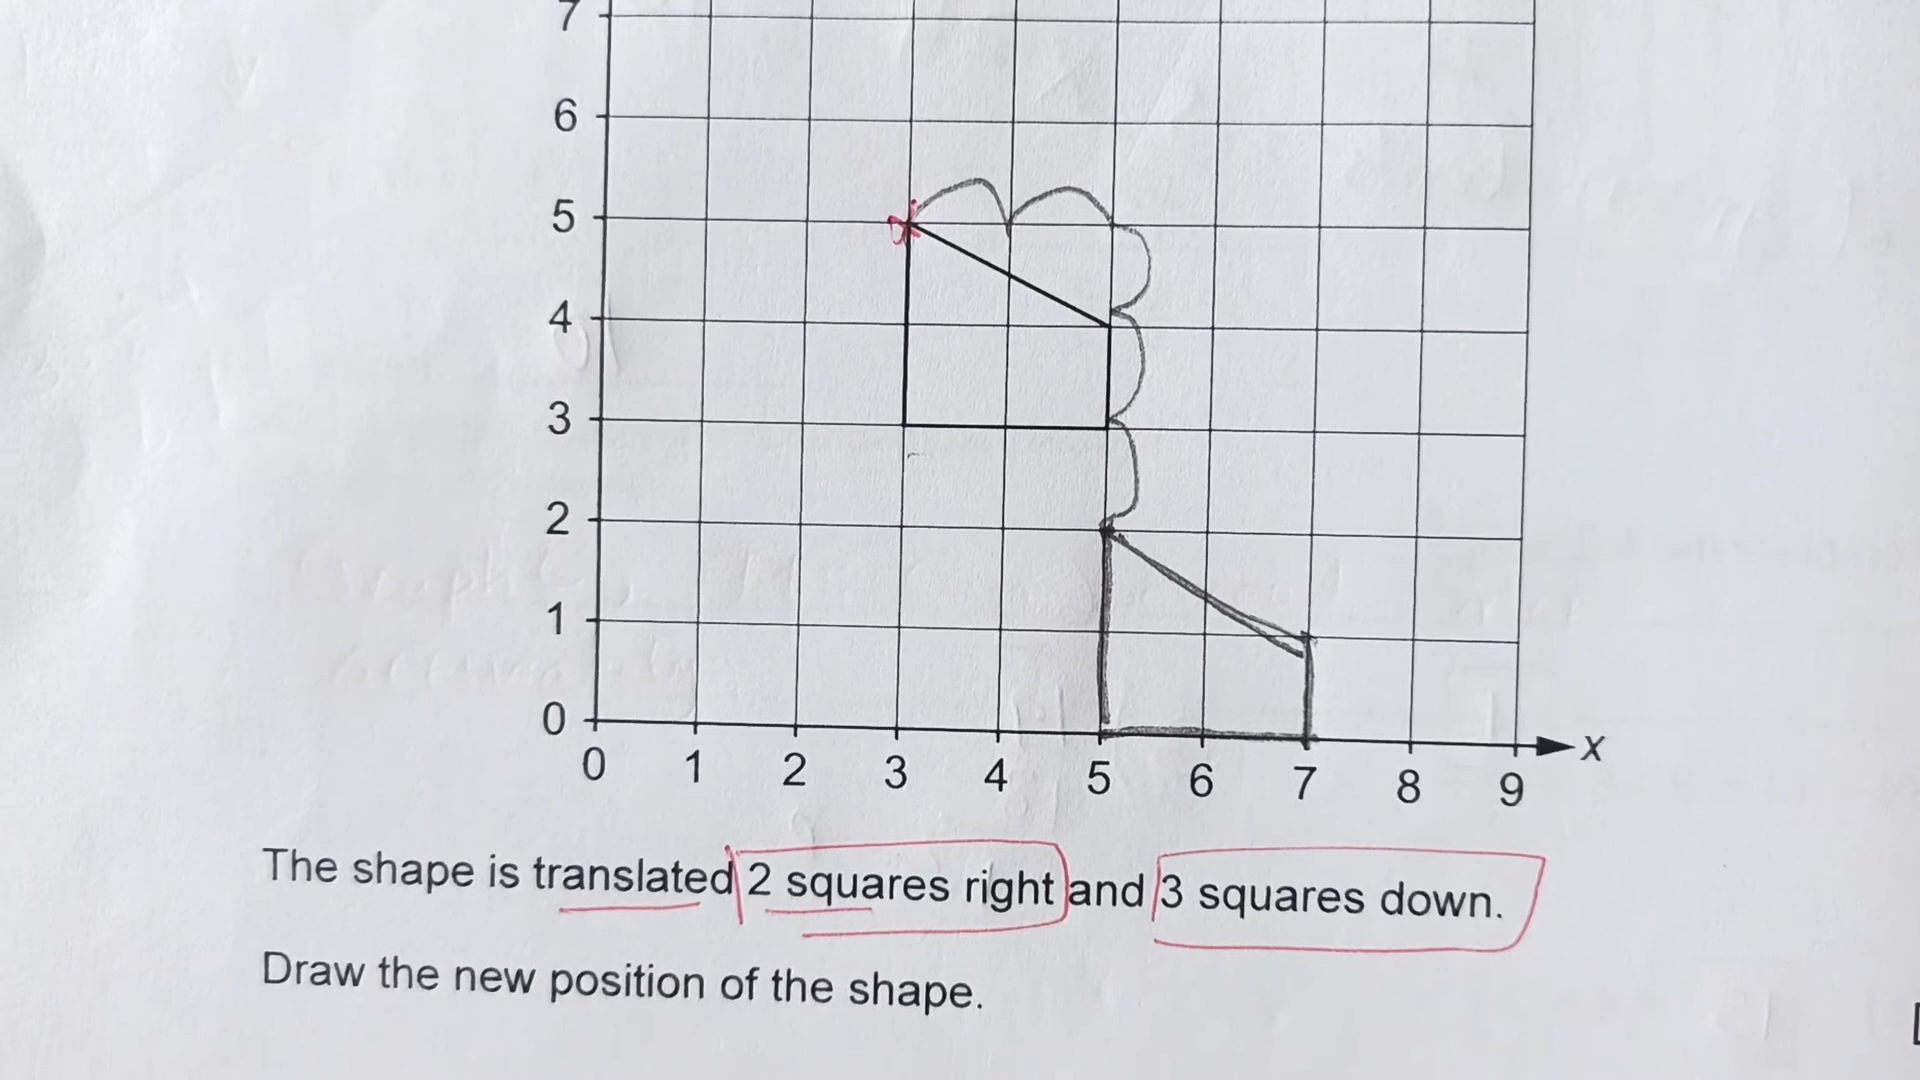 7
6
5
4
3
2
1
0
0 1 2 3 4 5 6 7 8 9 x
The shape is translated 2 squares right and 3 squares down.
Draw the new position of the shape.